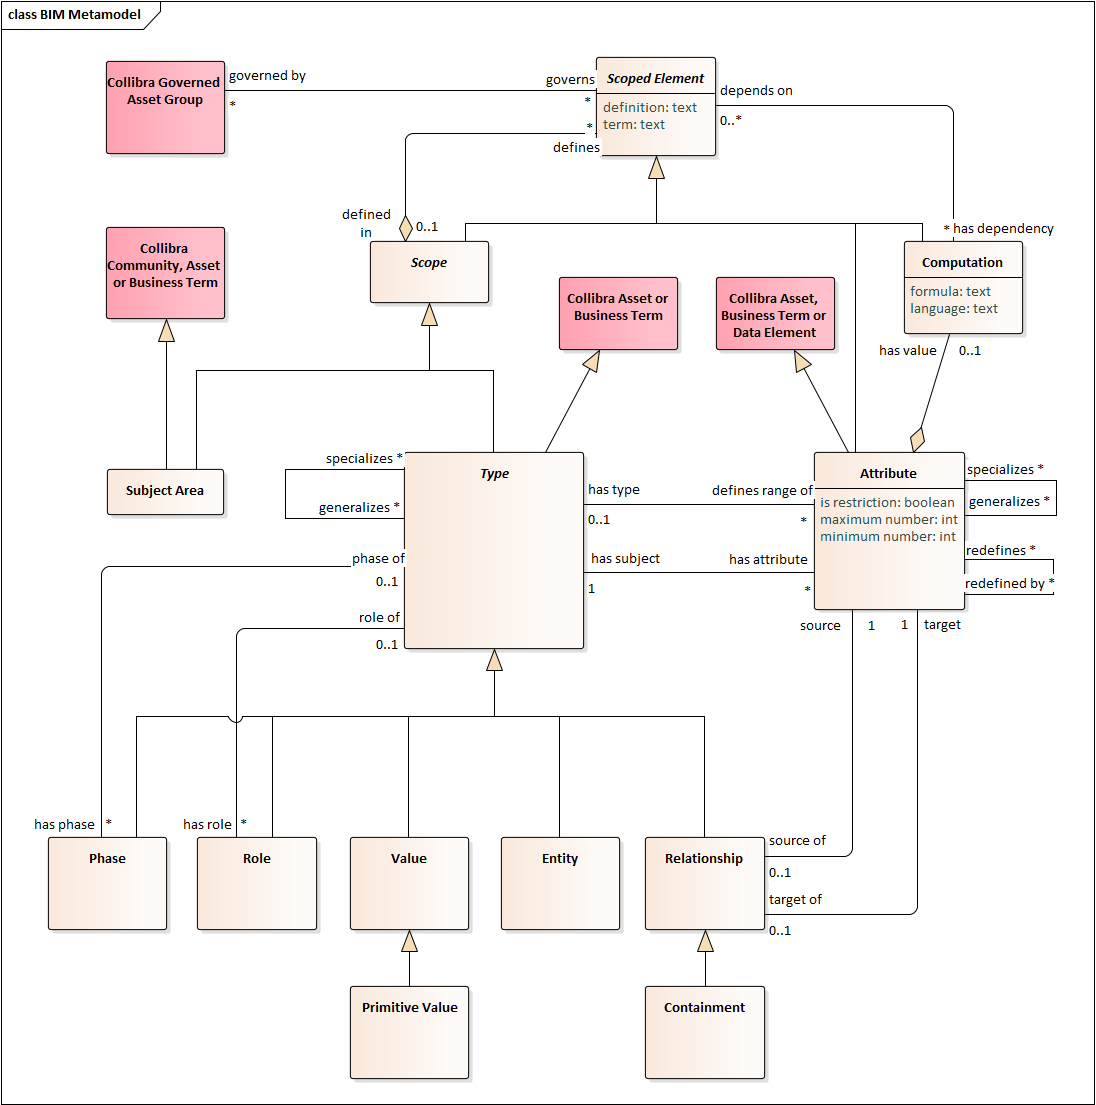 class BIM Metamodel
Collibra Governed
Asset Group
governed by
*
governs
*
Scoped Element
definition: text
term: text
depends on
0..*
*
defines
defined
in
0..1
* has dependency
Collibra
Community, Asset
or Business Term
Scope
Computation
formula: text
language: text
Collibra Asset or
Business Term
Collibra Asset,
Business Term or
Data Element
has value
0..1
Subject Area
specializes *
generalizes *
Type
has type
0..1
defines range of
*
Attribute
is restriction: boolean
maximum number: int
minimum number: int
specializes *
generalizes *
redefines *
redefined by *
phase of
0..1
has subject
1
has attribute
*
role of
0..1
source
1
1
target
has phase
*
has role
*
Phase
Role
Value
Entity
Relationship
source of
0..1
target of
0..1
Primitive Value
Containment